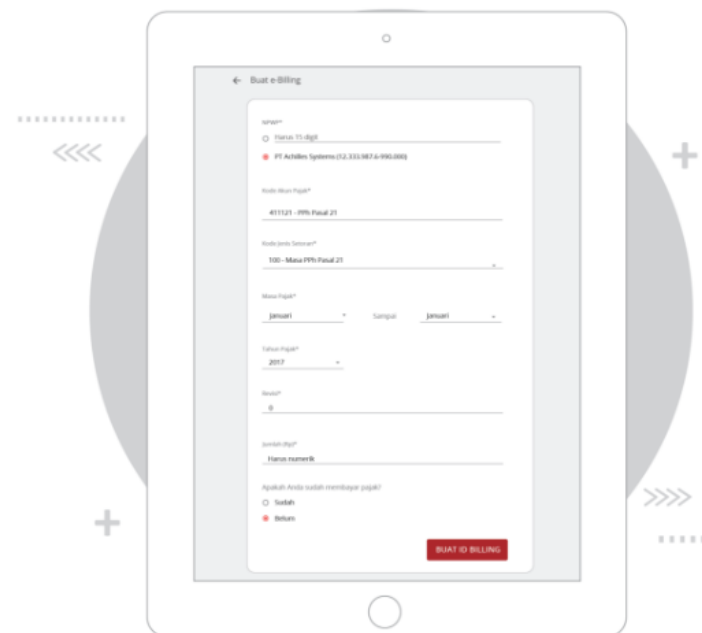 Buat e-Billing
NPWP*
Harus 15 digit
PT Achilles Systems (12.333.987.6-990.000)
Kode Akun Pajak*
411121 - PPh Pasal 21
Kode Jenis Setoran*
100 - Masa PPh Pasal 21
Masa Pajak*
Januari Sampai Januari
Tahun Pajak*
2017
0
Jumlah (Rp)*
Harus numerik
Apakah Anda sudah membayar pajak?
Sudah
Belum
BUAT ID BILLING